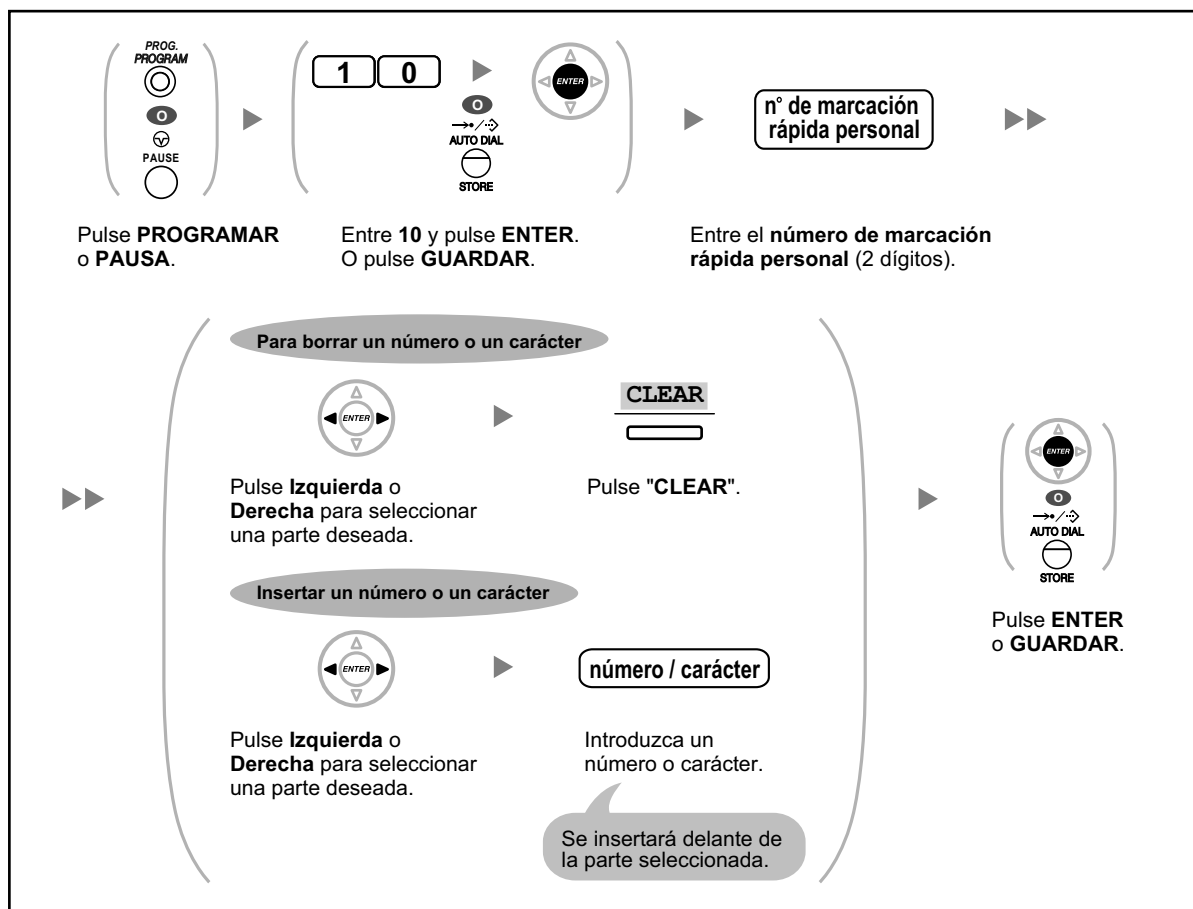 PROG.
PROGRAM
O
PAUSE
Pulse PROGRAMAR
o PAUSA.
1 0
ENTER
O
AUTO DIAL
STORE
Entre 10 y pulse ENTER.
O pulse GUARDAR.
n° de marcación
rápida personal
Entre el número de marcación
rápida personal (2 dígitos).
Para borrar un número o un carácter
ENTER
Pulse Izquierda o
Derecha para seleccionar
una parte deseada.
CLEAR
Pulse "CLEAR".
Insertar un número o un carácter
ENTER
Pulse Izquierda o
Derecha para seleccionar
una parte deseada.
número / carácter
Introduzca un
número o carácter.
Se insertará delante de
la parte seleccionada.
ENTER
O
AUTO DIAL
STORE
Pulse ENTER
o GUARDAR.